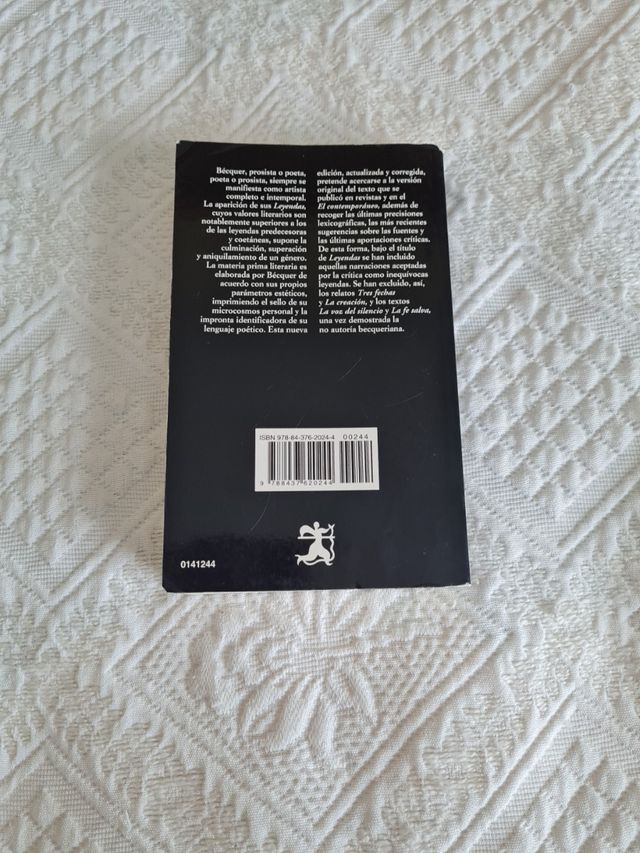 Bécquer, prosista o poeta,
poeta o prosista, siempre se
manifiesta como artista
completo e intemporal.
La aparición de sus Leyendas,
cuyos valores literarios son
notablemente superiores a los
de las leyendas predecesoras
y coetáneas, supone la
culminación, superación
y aniquilamiento de un género.
La materia prima literaria es
elaborada por Bécquer de
acuerdo con sus propios
parámetros estéticos,
imprimiendo el sello de su
microcosmos personal y la
impronta identificadora de su
lenguaje poético. Esta nueva
edición, actualizada y corregida,
pretende acercarse a la versión
original del texto que se
publicó en revistas y en el
El contemporáneo, además de
recoger las últimas precisiones
lexicográficas, las más recientes
sugerencias sobre las fuentes y
las últimas aportaciones críticas.
De esta forma, bajo el título
de Leyendas se han incluido
aquellas narraciones aceptadas
por la crítica como inequívocas
leyendas. Se han excluido, así,
los relatos Tres fechas
y La creación, y los textos
La voz del silencio y La fe salva,
una vez demostrada la
no autoría becqueriana.
ISBN 978-84-376-2024-4
00244
9 788437 620244
0141244